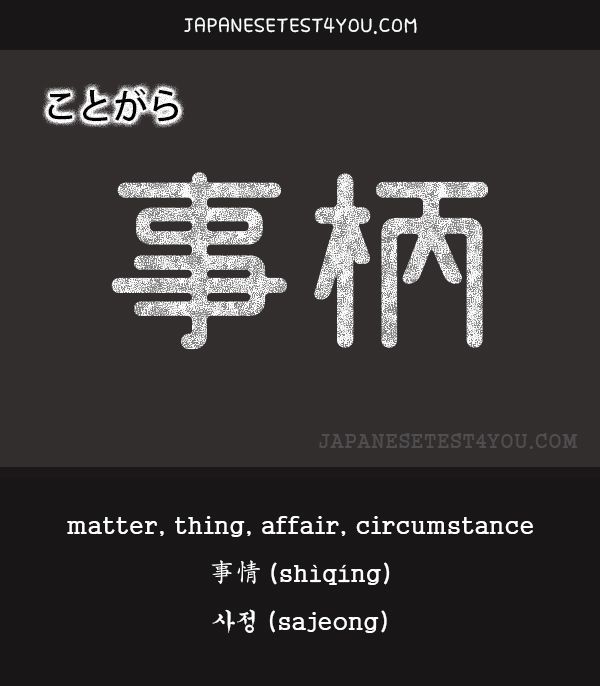 JAPANESETEST4YOU.COM
ことがら
事柄
JAPANESETEST4YOU.COM
matter, thing, affair, circumstance
事情 (shìqíng)
사정 (sajeong)